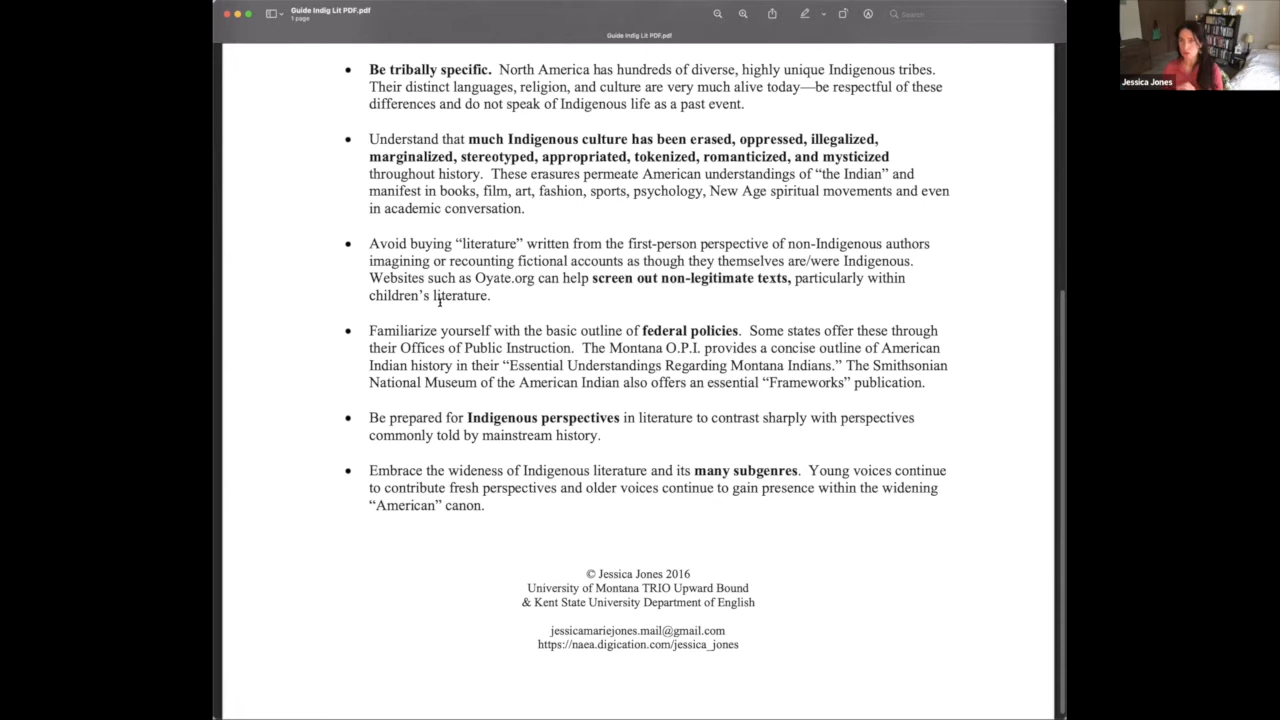 Guide Indig Lit PDF.pdf
1 page
Search
Guide Indig Lit PDF.pdf
Jessica Jones
• Be tribally specific. North America has hundreds of diverse, highly unique Indigenous tribes.
Their distinct languages, religion, and culture are very much alive today—be respectful of these
differences and do not speak of Indigenous life as a past event.
• Understand that much Indigenous culture has been erased, oppressed, illegalized,
marginalized, stereotyped, appropriated, tokenized, romanticized, and mysticized
throughout history. These erasures permeate American understandings of “the Indian” and
manifest in books, film, art, fashion, sports, psychology, New Age spiritual movements and even
in academic conversation.
• Avoid buying “literature” written from the first-person perspective of non-Indigenous authors
imagining or recounting fictional accounts as though they themselves are/were Indigenous.
Websites such as Oyate.org can help screen out non-legitimate texts, particularly within
children’s literature.
• Familiarize yourself with the basic outline of federal policies. Some states offer these through
their Offices of Public Instruction. The Montana O.P.I. provides a concise outline of American
Indian history in their “Essential Understandings Regarding Montana Indians.” The Smithsonian
National Museum of the American Indian also offers an essential “Frameworks” publication.
• Be prepared for Indigenous perspectives in literature to contrast sharply with perspectives
commonly told by mainstream history.
• Embrace the wideness of Indigenous literature and its many subgenres. Young voices continue
to contribute fresh perspectives and older voices continue to gain presence within the widening
“American” canon.
© Jessica Jones 2016
University of Montana TRIO Upward Bound
& Kent State University Department of English
jessicamariejones.mail@gmail.com
https://naea.digication.com/jessica_jones